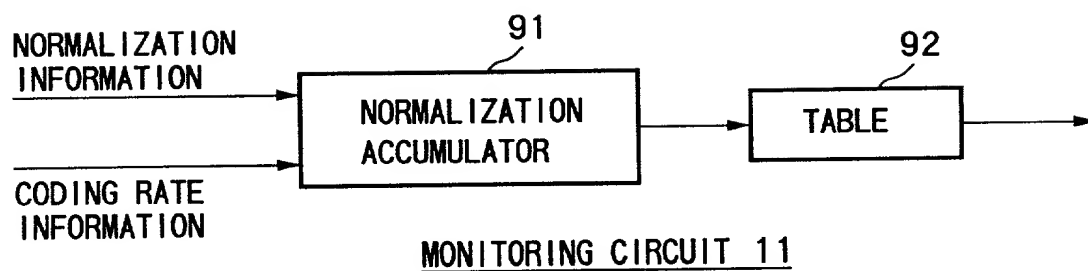 NORMALIZATION
INFORMATION
91
92
NORMALIZATION
ACCUMULATOR
TABLE
CODING RATE
INFORMATION
MONITORING CIRCUIT 11